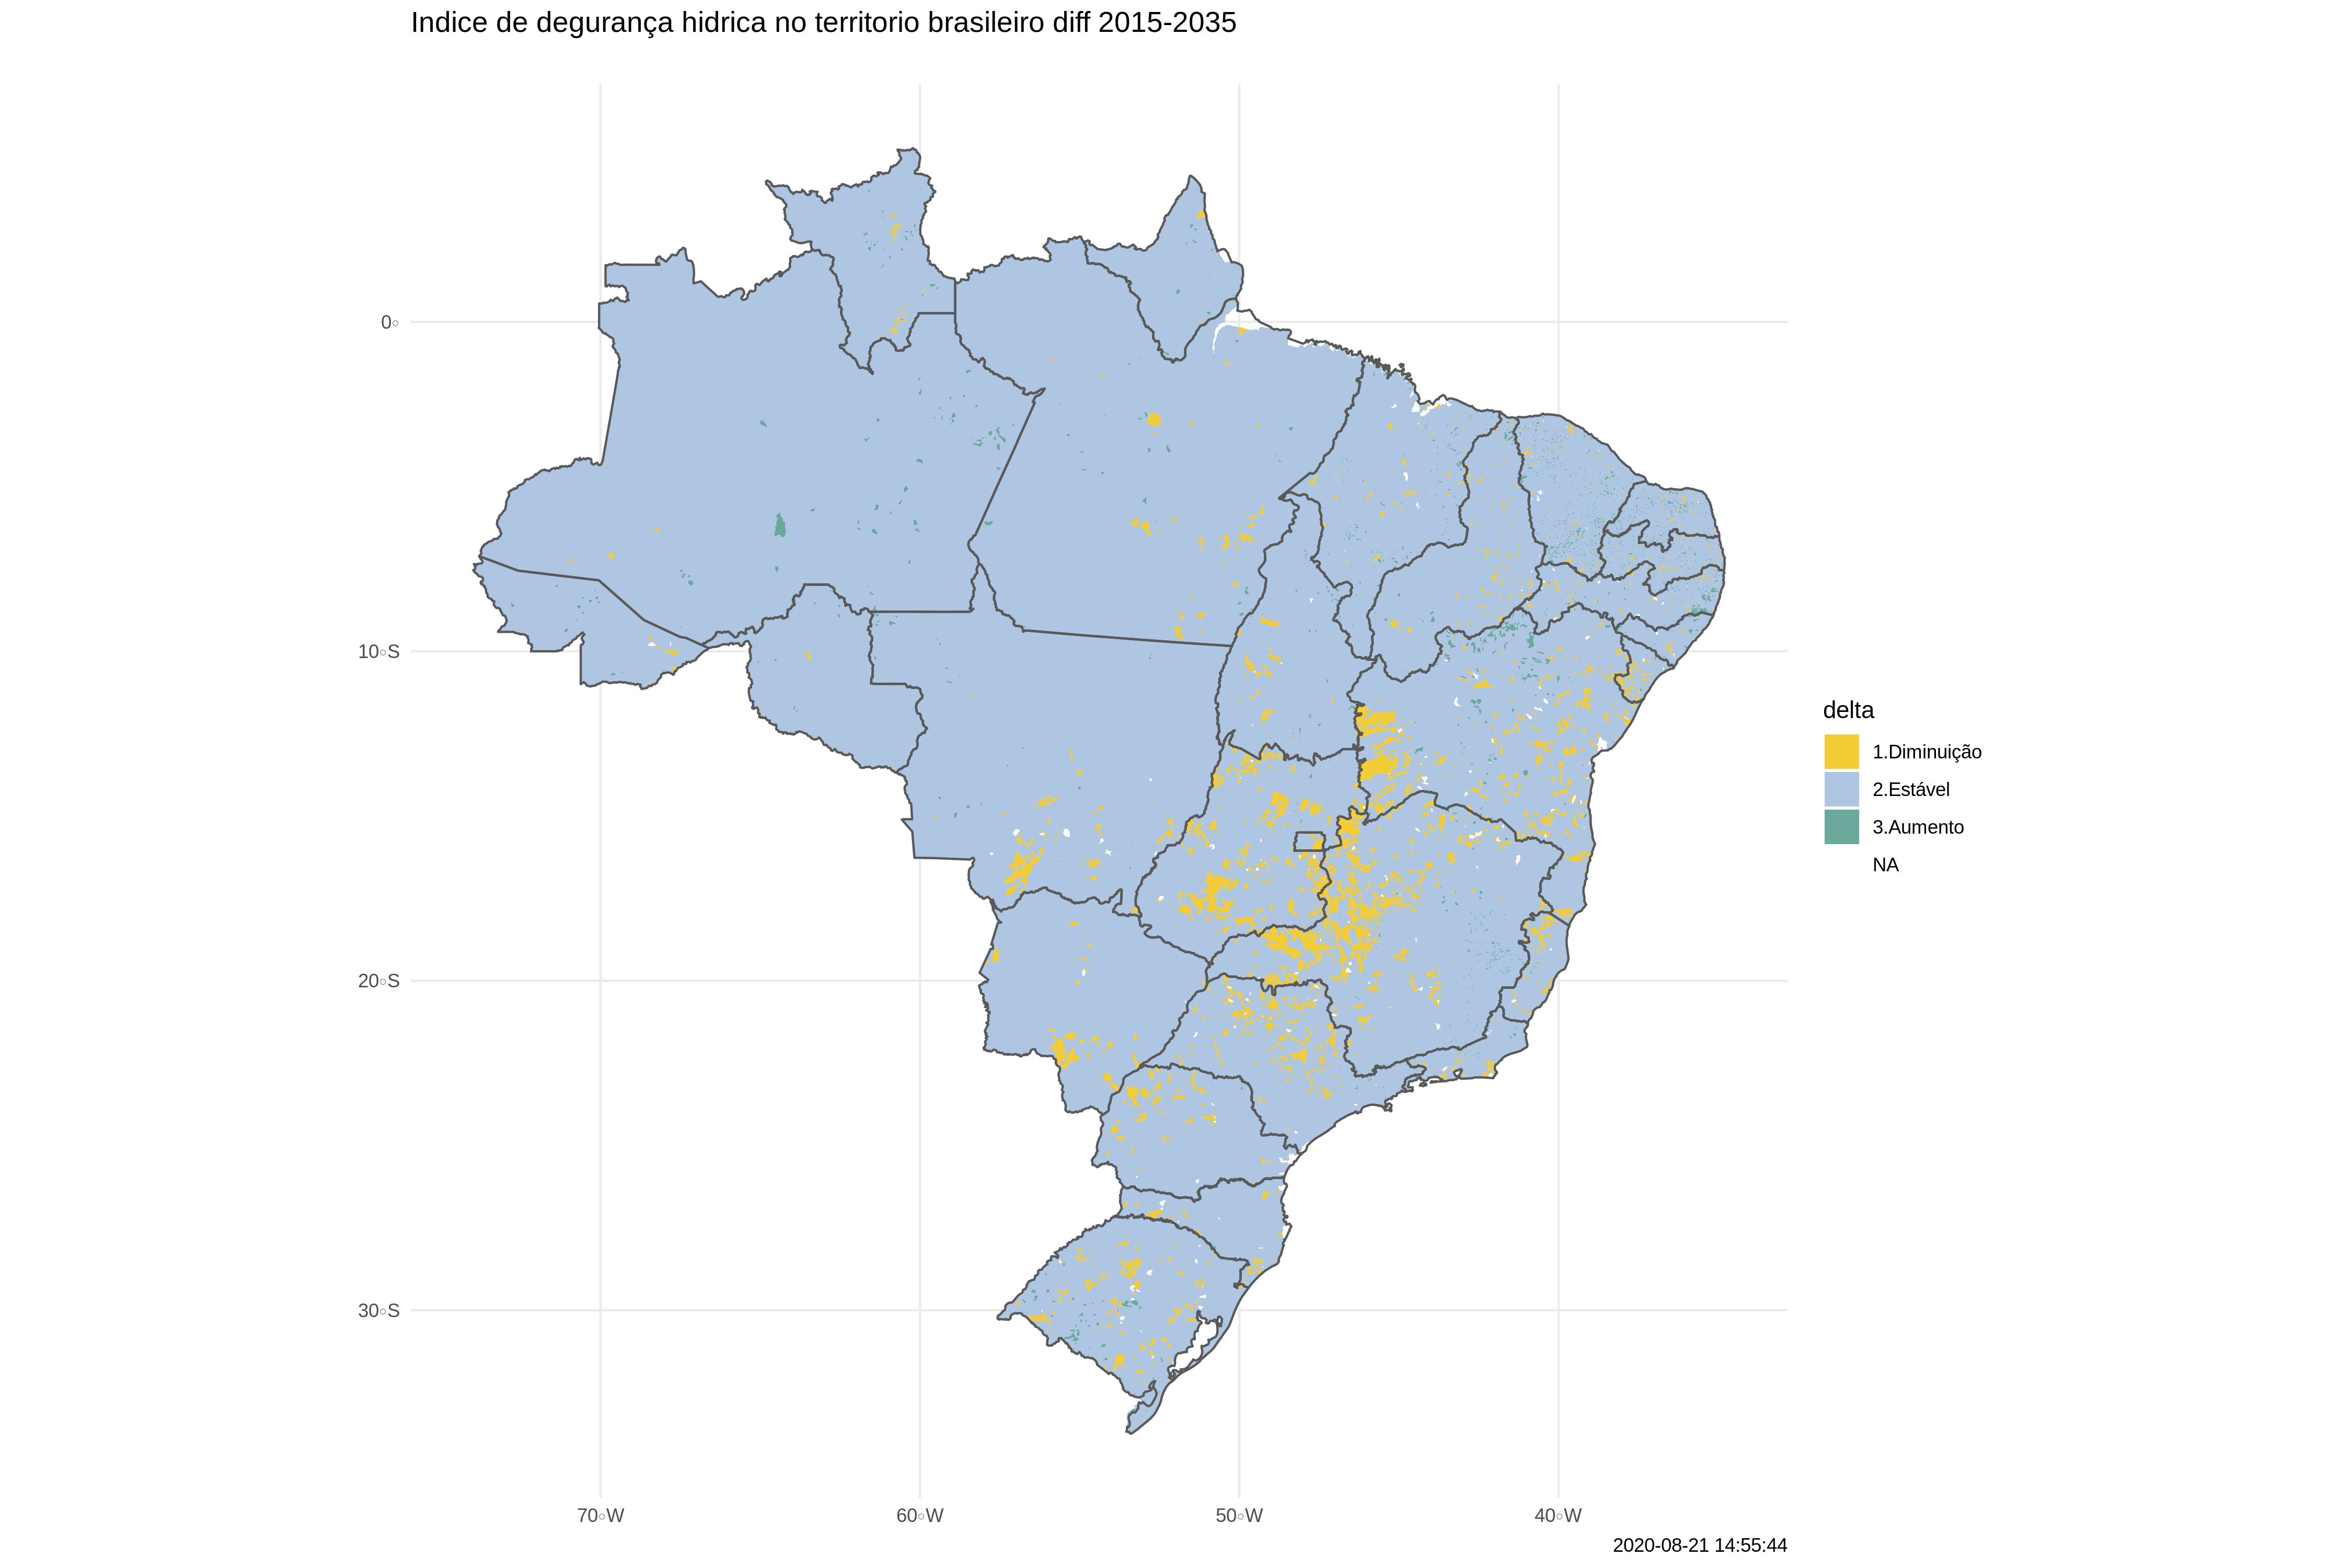 Indice de degurança hidrica no territorio brasileiro diff 2015-2035
0°
10°S
20°S
30°S
70°W 60°W 50°W 40°W
delta
1.Diminuição
2.Estável
3.Aumento
NA
2020-08-21 14:55:44